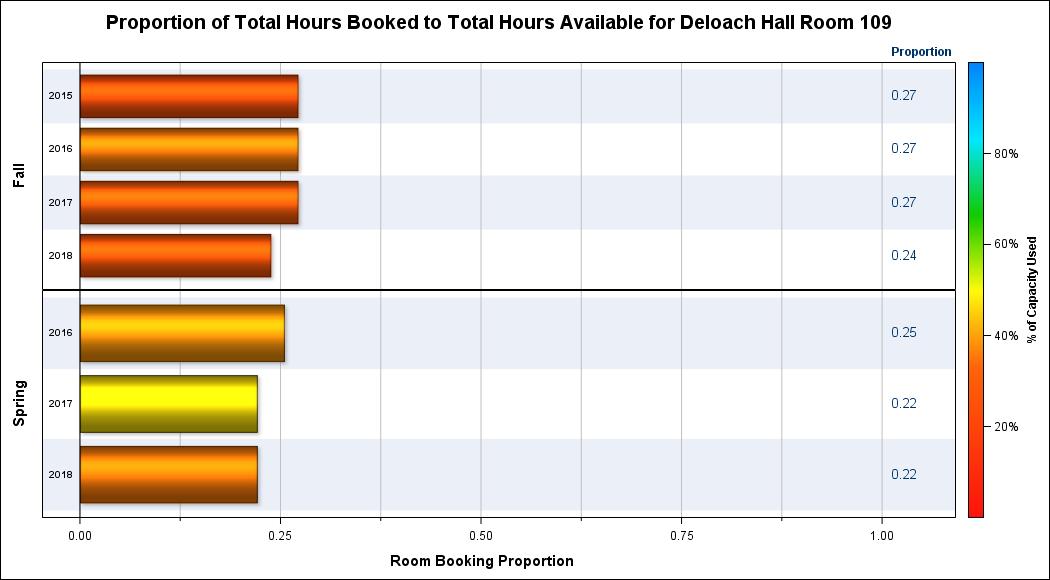 Proportion of Total Hours Booked to Total Hours Available for Deloach Hall Room 109
Proportion
Fall
2015 0.27
2016 0.27
2017 0.27
2018 0.24
Spring
2016 0.25
2017 0.22
2018 0.22
0.00 0.25 0.50 0.75 1.00
Room Booking Proportion
80%
60%
40%
20%
% of Capacity Used